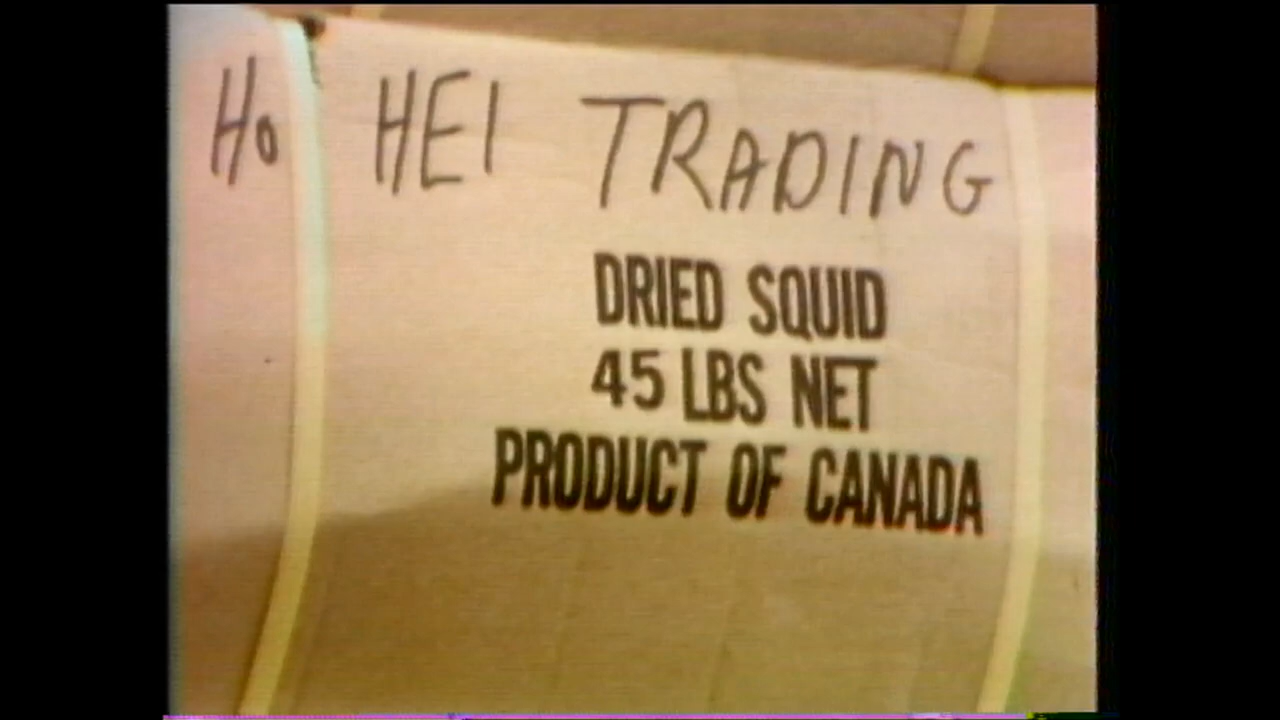 Ho HEI TRADING
DRIED SQUID
45 LBS NET
PRODUCT OF CANADA